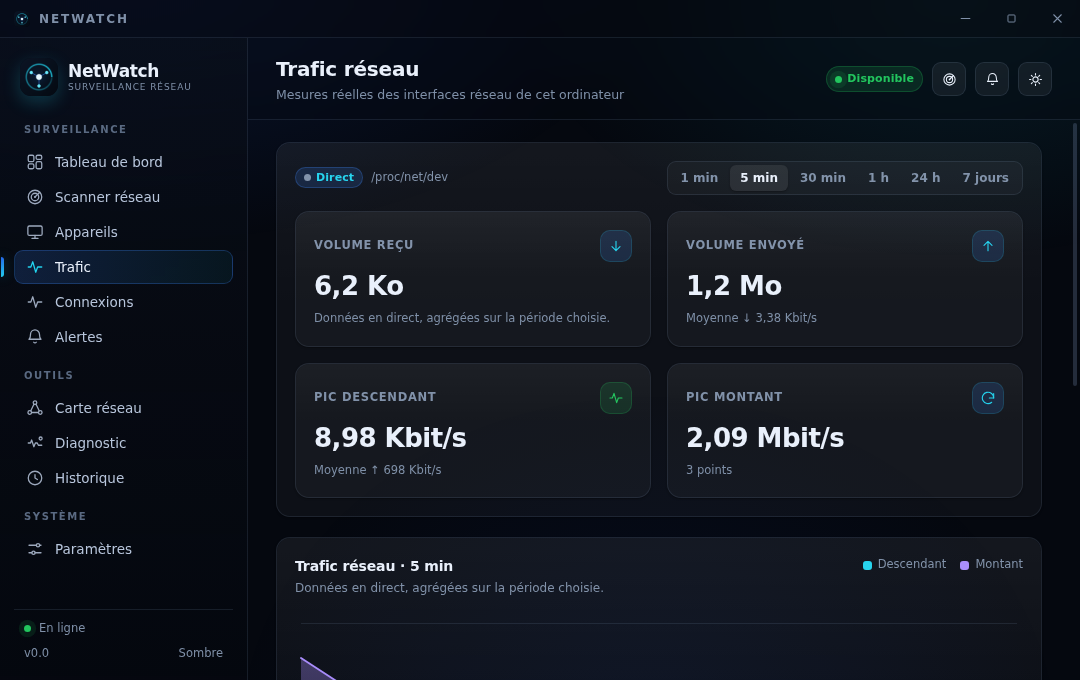 NETWATCH
NetWatch
SURVEILLANCE RÉSEAU
SURVEILLANCE
Tableau de bord
Scanner réseau
Appareils
Trafic
Connexions
Alertes
OUTILS
Carte réseau
Diagnostic
Historique
SYSTÈME
Paramètres
En ligne
v0.0 Sombre
Trafic réseau
Mesures réelles des interfaces réseau de cet ordinateur
Disponible
Direct /proc/net/dev
1 min 5 min 30 min 1 h 24 h 7 jours
VOLUME REÇU
6,2 Ko
Données en direct, agrégées sur la période choisie.
VOLUME ENVOYÉ
1,2 Mo
Moyenne ↓ 3,38 Kbit/s
PIC DESCENDANT
8,98 Kbit/s
Moyenne ↑ 698 Kbit/s
PIC MONTANT
2,09 Mbit/s
3 points
Trafic réseau · 5 min
Données en direct, agrégées sur la période choisie.
Descendant Montant